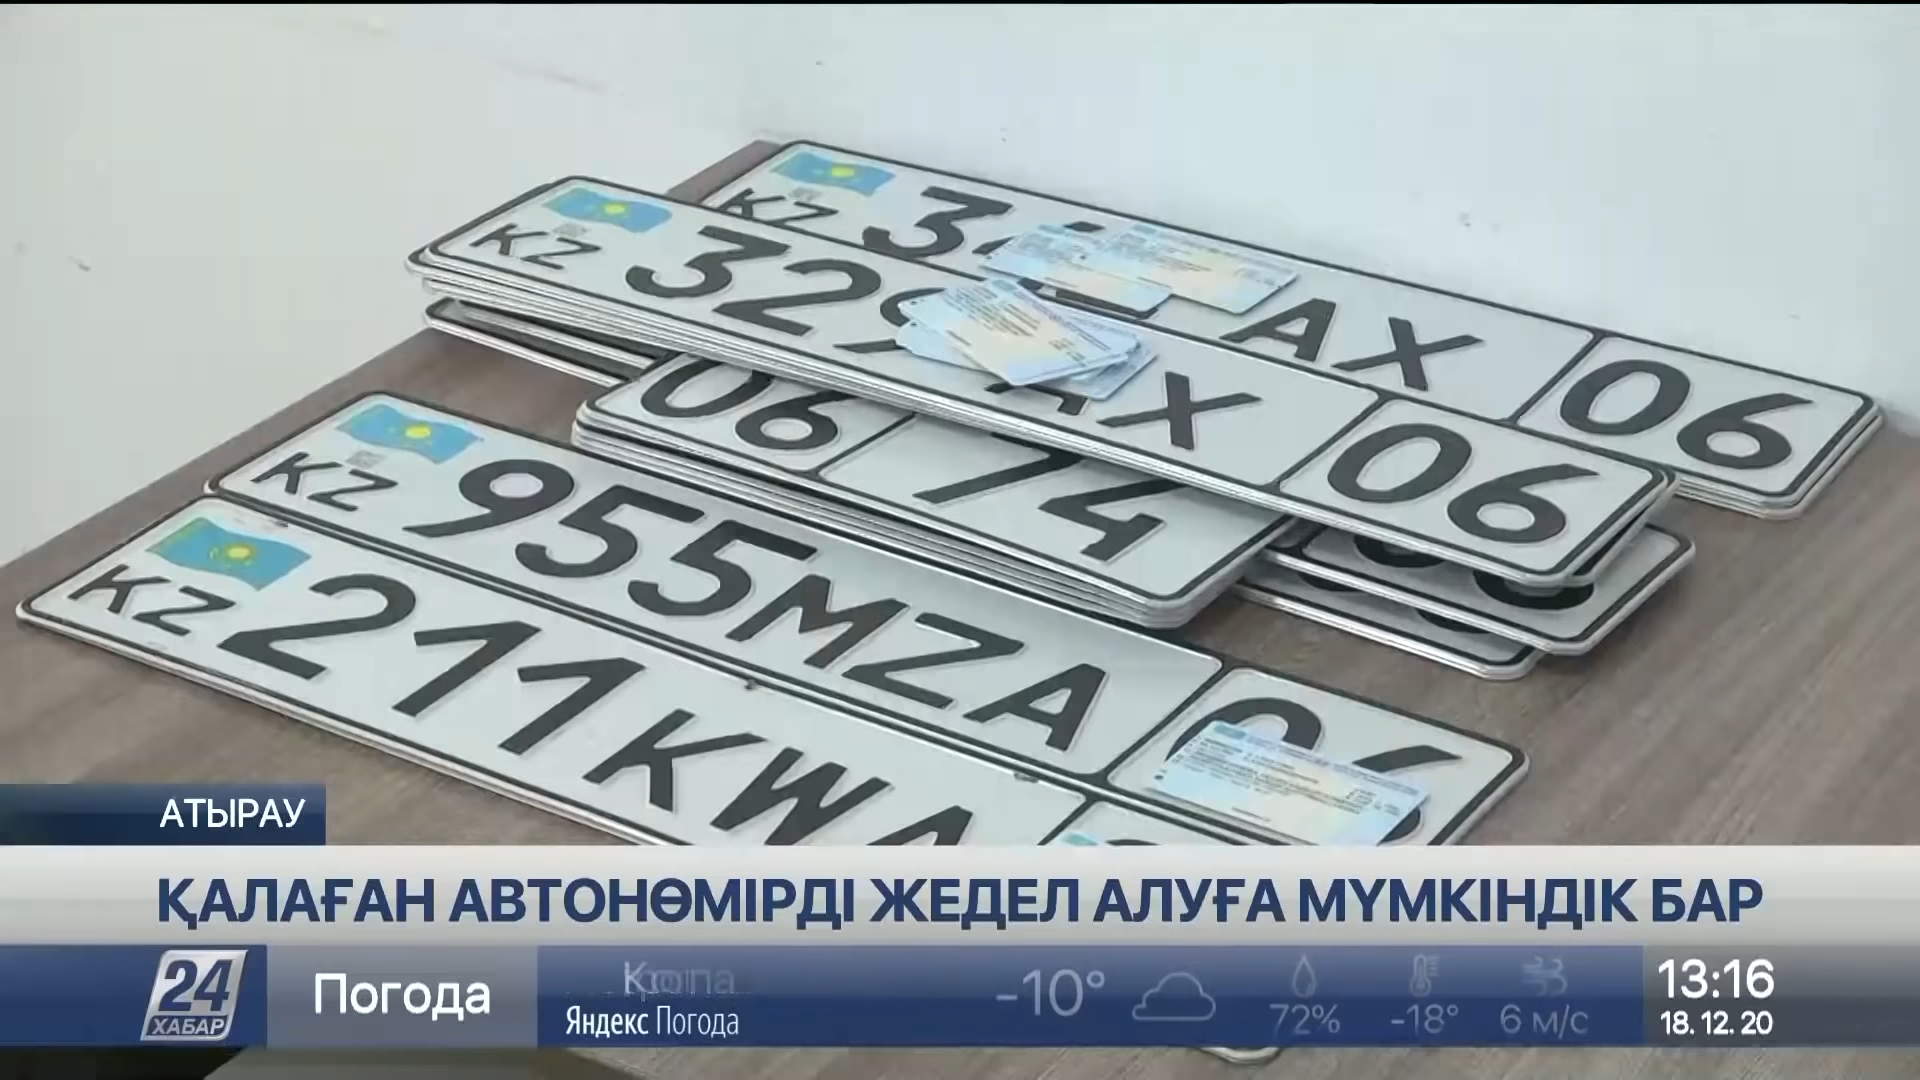 KZ
AX 06
KZ 329 AX 06
06 74
KZ 955MZA
KZ 211KW
АТЫРАУ
ҚАЛАҒАН АВТОНӨМІРДІ ЖЕДЕЛ АЛУҒА МҮМКІНДІК БАР
24
ХАБАР
Погода
Яндекс Погода
-10°
72%
-18°
6 м/с
13:16
18.12.20